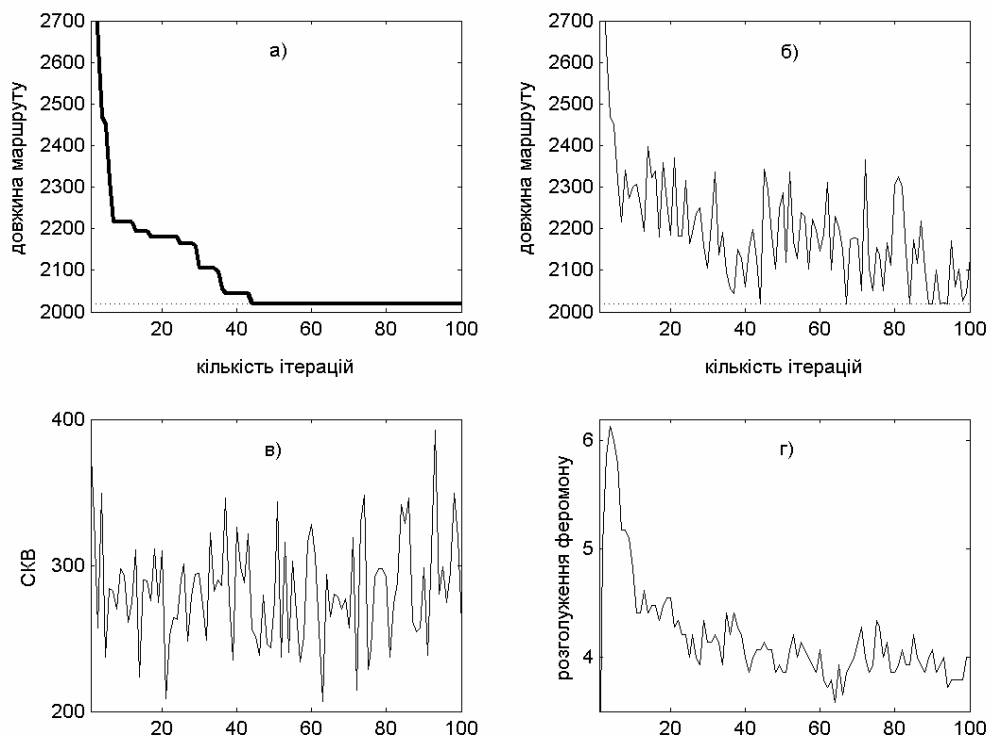 2700
2600
2500
2400
2300
2200
2100
2000
довжина маршруту
а)
20 40 60 80 100
кількість ітерацій
2700
2600
2500
2400
2300
2200
2100
2000
довжина маршруту
б)
20 40 60 80 100
кількість ітерацій
400
300
200
СКВ
в)
20 40 60 80 100
6
5
4
розголуження феромону
г)
20 40 60 80 100